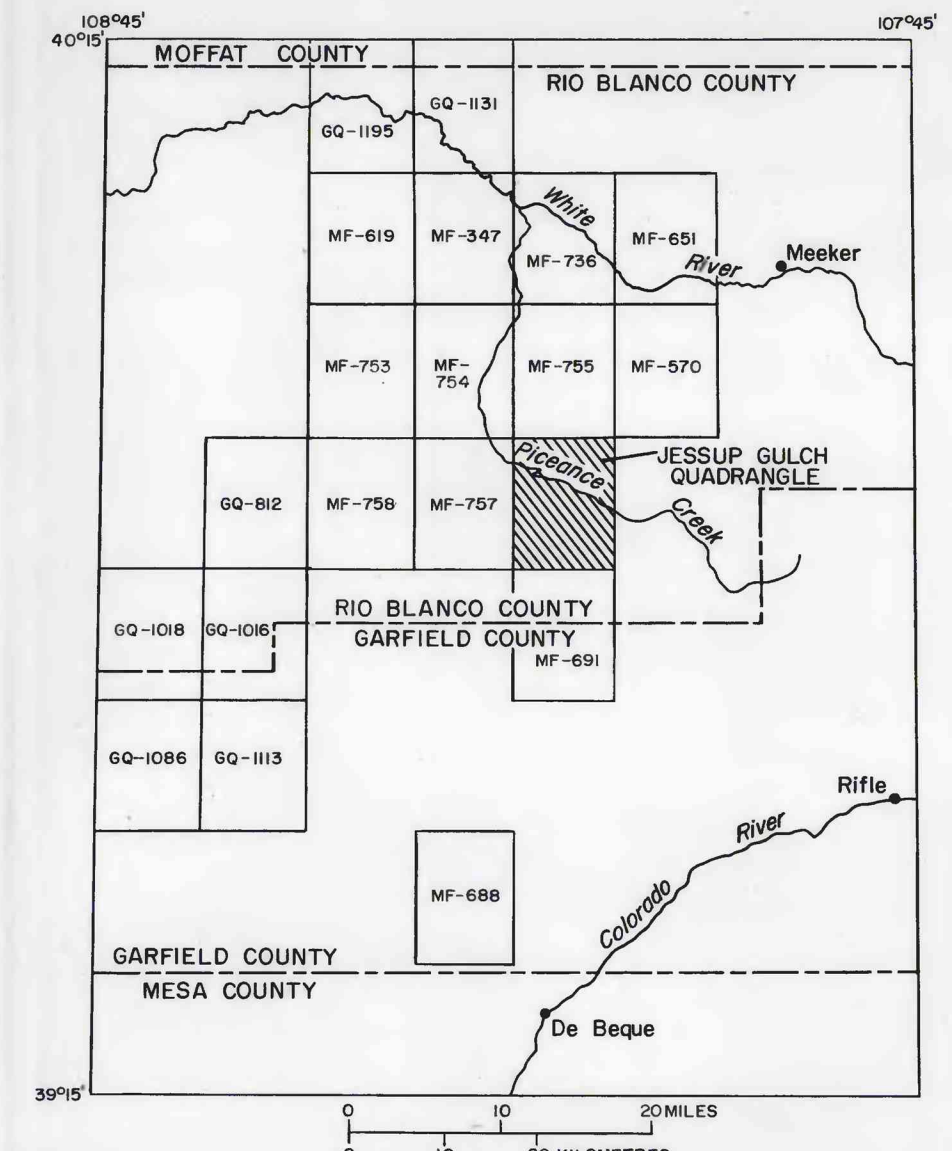 108°45'
107°45'
40°15'
MOFFAT COUNTY
RIO BLANCO COUNTY
GQ-1131
GQ-1195
White
MF-619
MF-347
MF-651
MF-736
River
Meeker
MF-753
MF-
754
MF-755
MF-570
Piceance
JESSUP GULCH
QUADRANGLE
GQ-812
MF-758
MF-757
Creek
RIO BLANCO COUNTY
GQ-1018
GQ-1016
GARFIELD COUNTY
MF-691
GQ-1086
GQ-1113
Rifle
River
MF-688
Colorado
GARFIELD COUNTY
MESA COUNTY
De Beque
39°15'
0 10 20 MILES
0 10 20 KILOMETRES